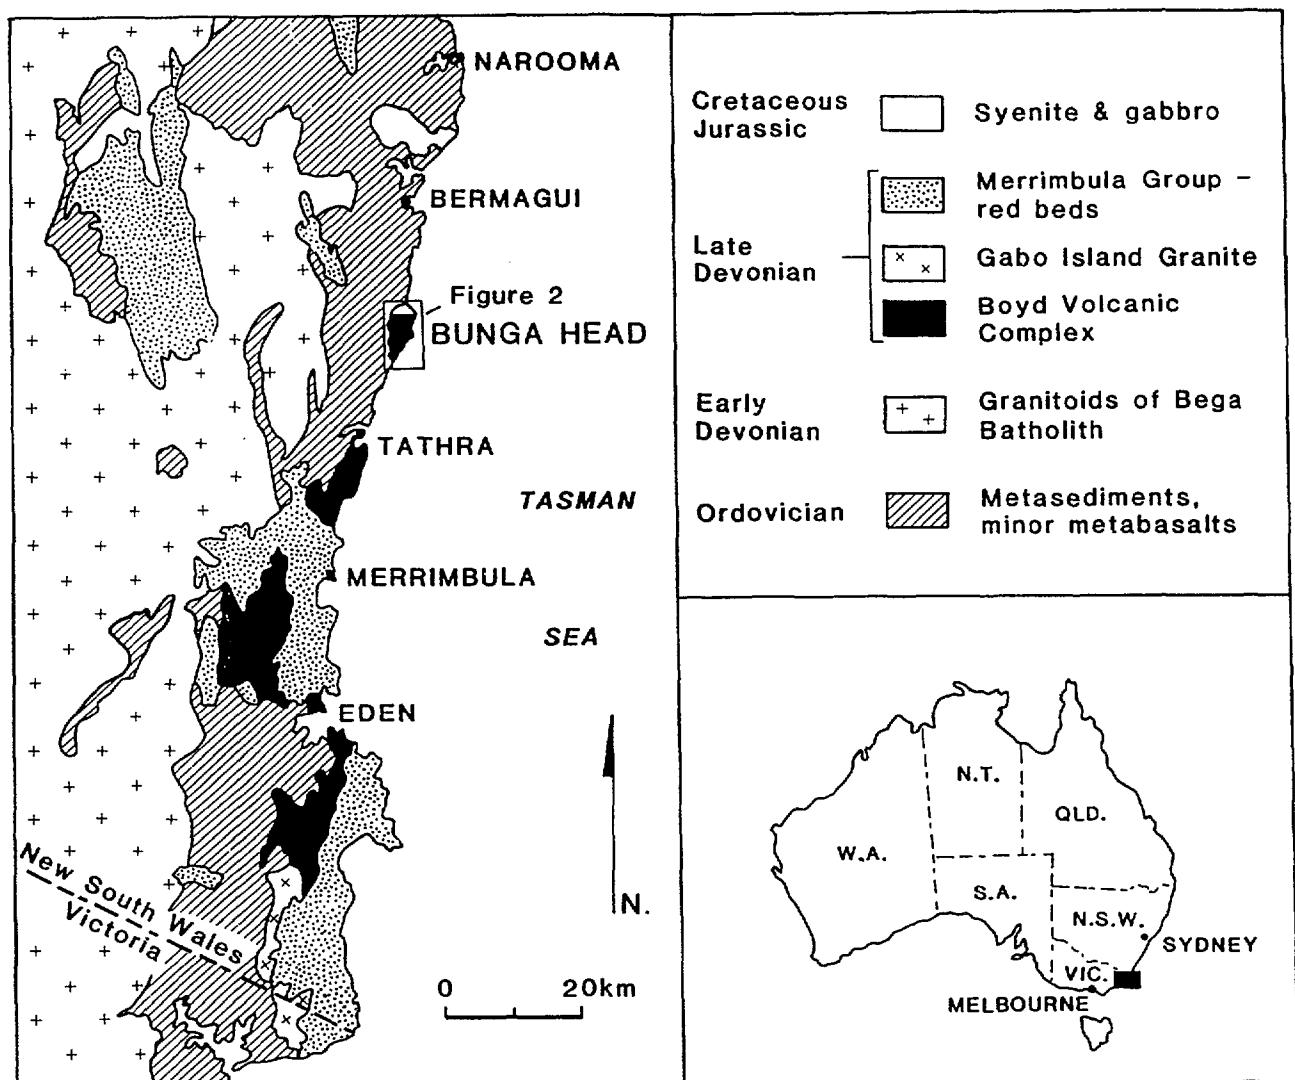 NAROOMA
BERMAGUI
Figure 2
BUNGA HEAD
TATHRA
TASMAN
MERRIMBULA
SEA
EDEN
New South Wales
Victoria
N.
0 20km
Cretaceous
Jurassic
Syenite & gabbro
Late
Devonian
Merrimbula Group –
red beds
Gabo Island Granite
Boyd Volcanic
Complex
Early
Devonian
Granitoids of Bega
Batholith
Ordovician
Metasediments,
minor metabasalts
N.T.
QLD.
W.A.
S.A.
N.S.W.
SYDNEY
VIC.
MELBOURNE